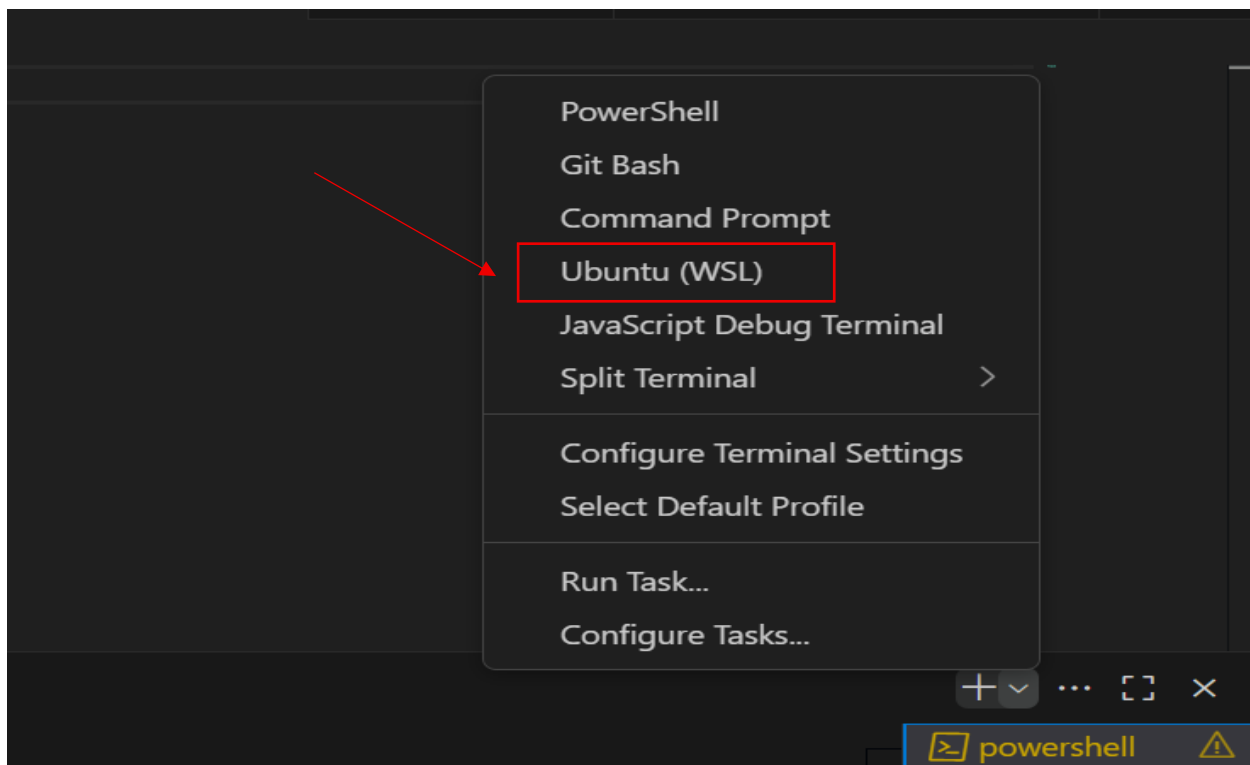 PowerShell
Git Bash
Command Prompt
Ubuntu (WSL)
JavaScript Debug Terminal
Split Terminal
Configure Terminal Settings
Select Default Profile
Run Task...
Configure Tasks...
powershell